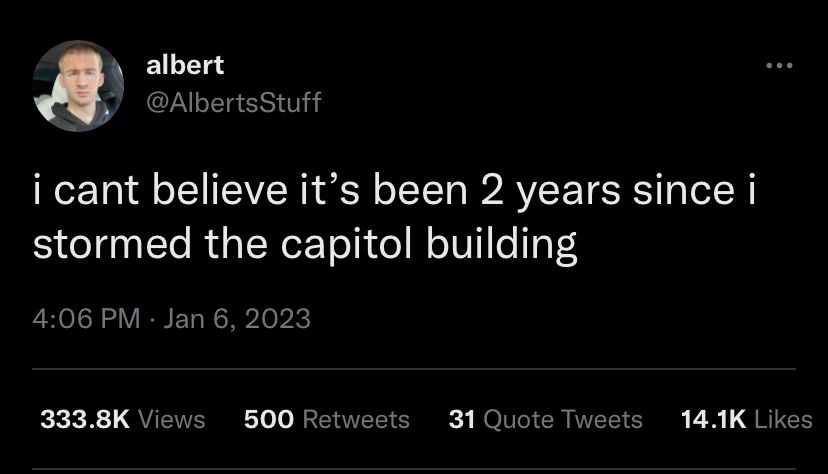 albert
@AlbertsStuff
i cant believe it’s been 2 years since i
stormed the capitol building
4:06 PM · Jan 6, 2023
333.8K Views 500 Retweets 31 Quote Tweets 14.1K Likes